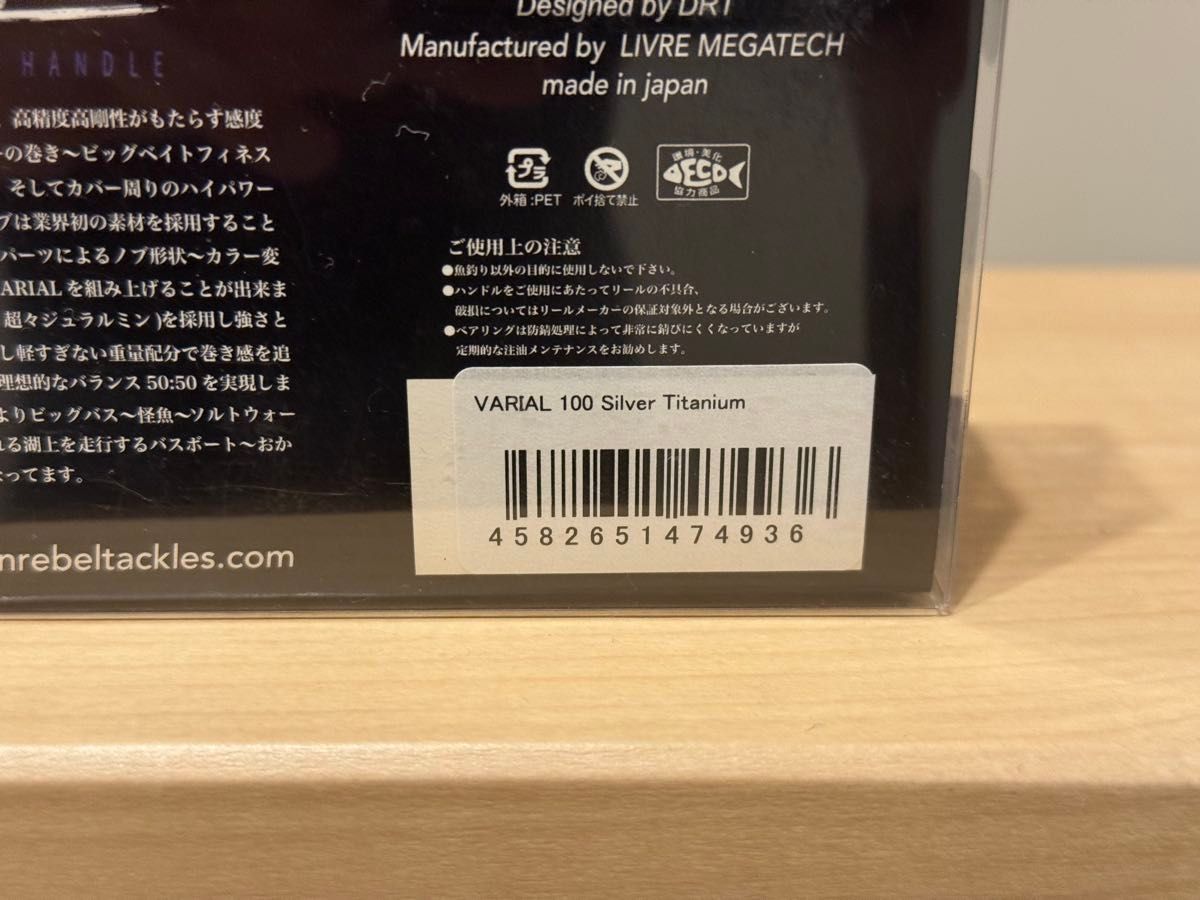 HANDLE
高精度高剛性がもたらす感度
の巻き～ビッグベイトフィネス
そしてカバー周りのハイパワー
ブは業界初の素材を採用すること
パーツによるノブ形状～カラー変
ARIALを組み上げることが出来ま
超々ジュラルミン)を採用し強さと
し軽すぎない重量配分で巻き感を追
理想的なバランス50:50を実現しま
よりビッグバス～怪魚～ソルトウォー
れる湖上を走行するバスボート～おか
なってます。
nrebeltackles.com
Designed by DRT
Manufactured by LIVRE MEGATECH
made in japan
プラ
外箱:PET
ポイ捨て禁止
環境・美化
ECO
協力商品
ご使用上の注意
●魚釣り以外の目的に使用しないで下さい。
●ハンドルをご使用にあたってリールの不具合、
破損についてはリールメーカーの保証対象外となる場合がございます。
●ベアリングは防錆処理によって非常に錆びにくくなっていますが
定期的な注油メンテナンスをお勧めします。
VARIAL 100 Silver Titanium
4582651474936